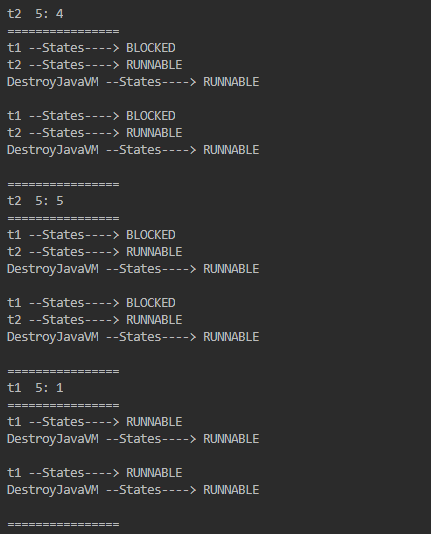 t2  5: 4
================
t1 --States----> BLOCKED
t2 --States----> RUNNABLE
DestroyJavaVM --States----> RUNNABLE

t1 --States----> BLOCKED
t2 --States----> RUNNABLE
DestroyJavaVM --States----> RUNNABLE

================
t2  5: 5
================
t1 --States----> BLOCKED
t2 --States----> RUNNABLE
DestroyJavaVM --States----> RUNNABLE

t1 --States----> BLOCKED
t2 --States----> RUNNABLE
DestroyJavaVM --States----> RUNNABLE

================
t1  5: 1
================
t1 --States----> RUNNABLE
DestroyJavaVM --States----> RUNNABLE

t1 --States----> RUNNABLE
DestroyJavaVM --States----> RUNNABLE

================